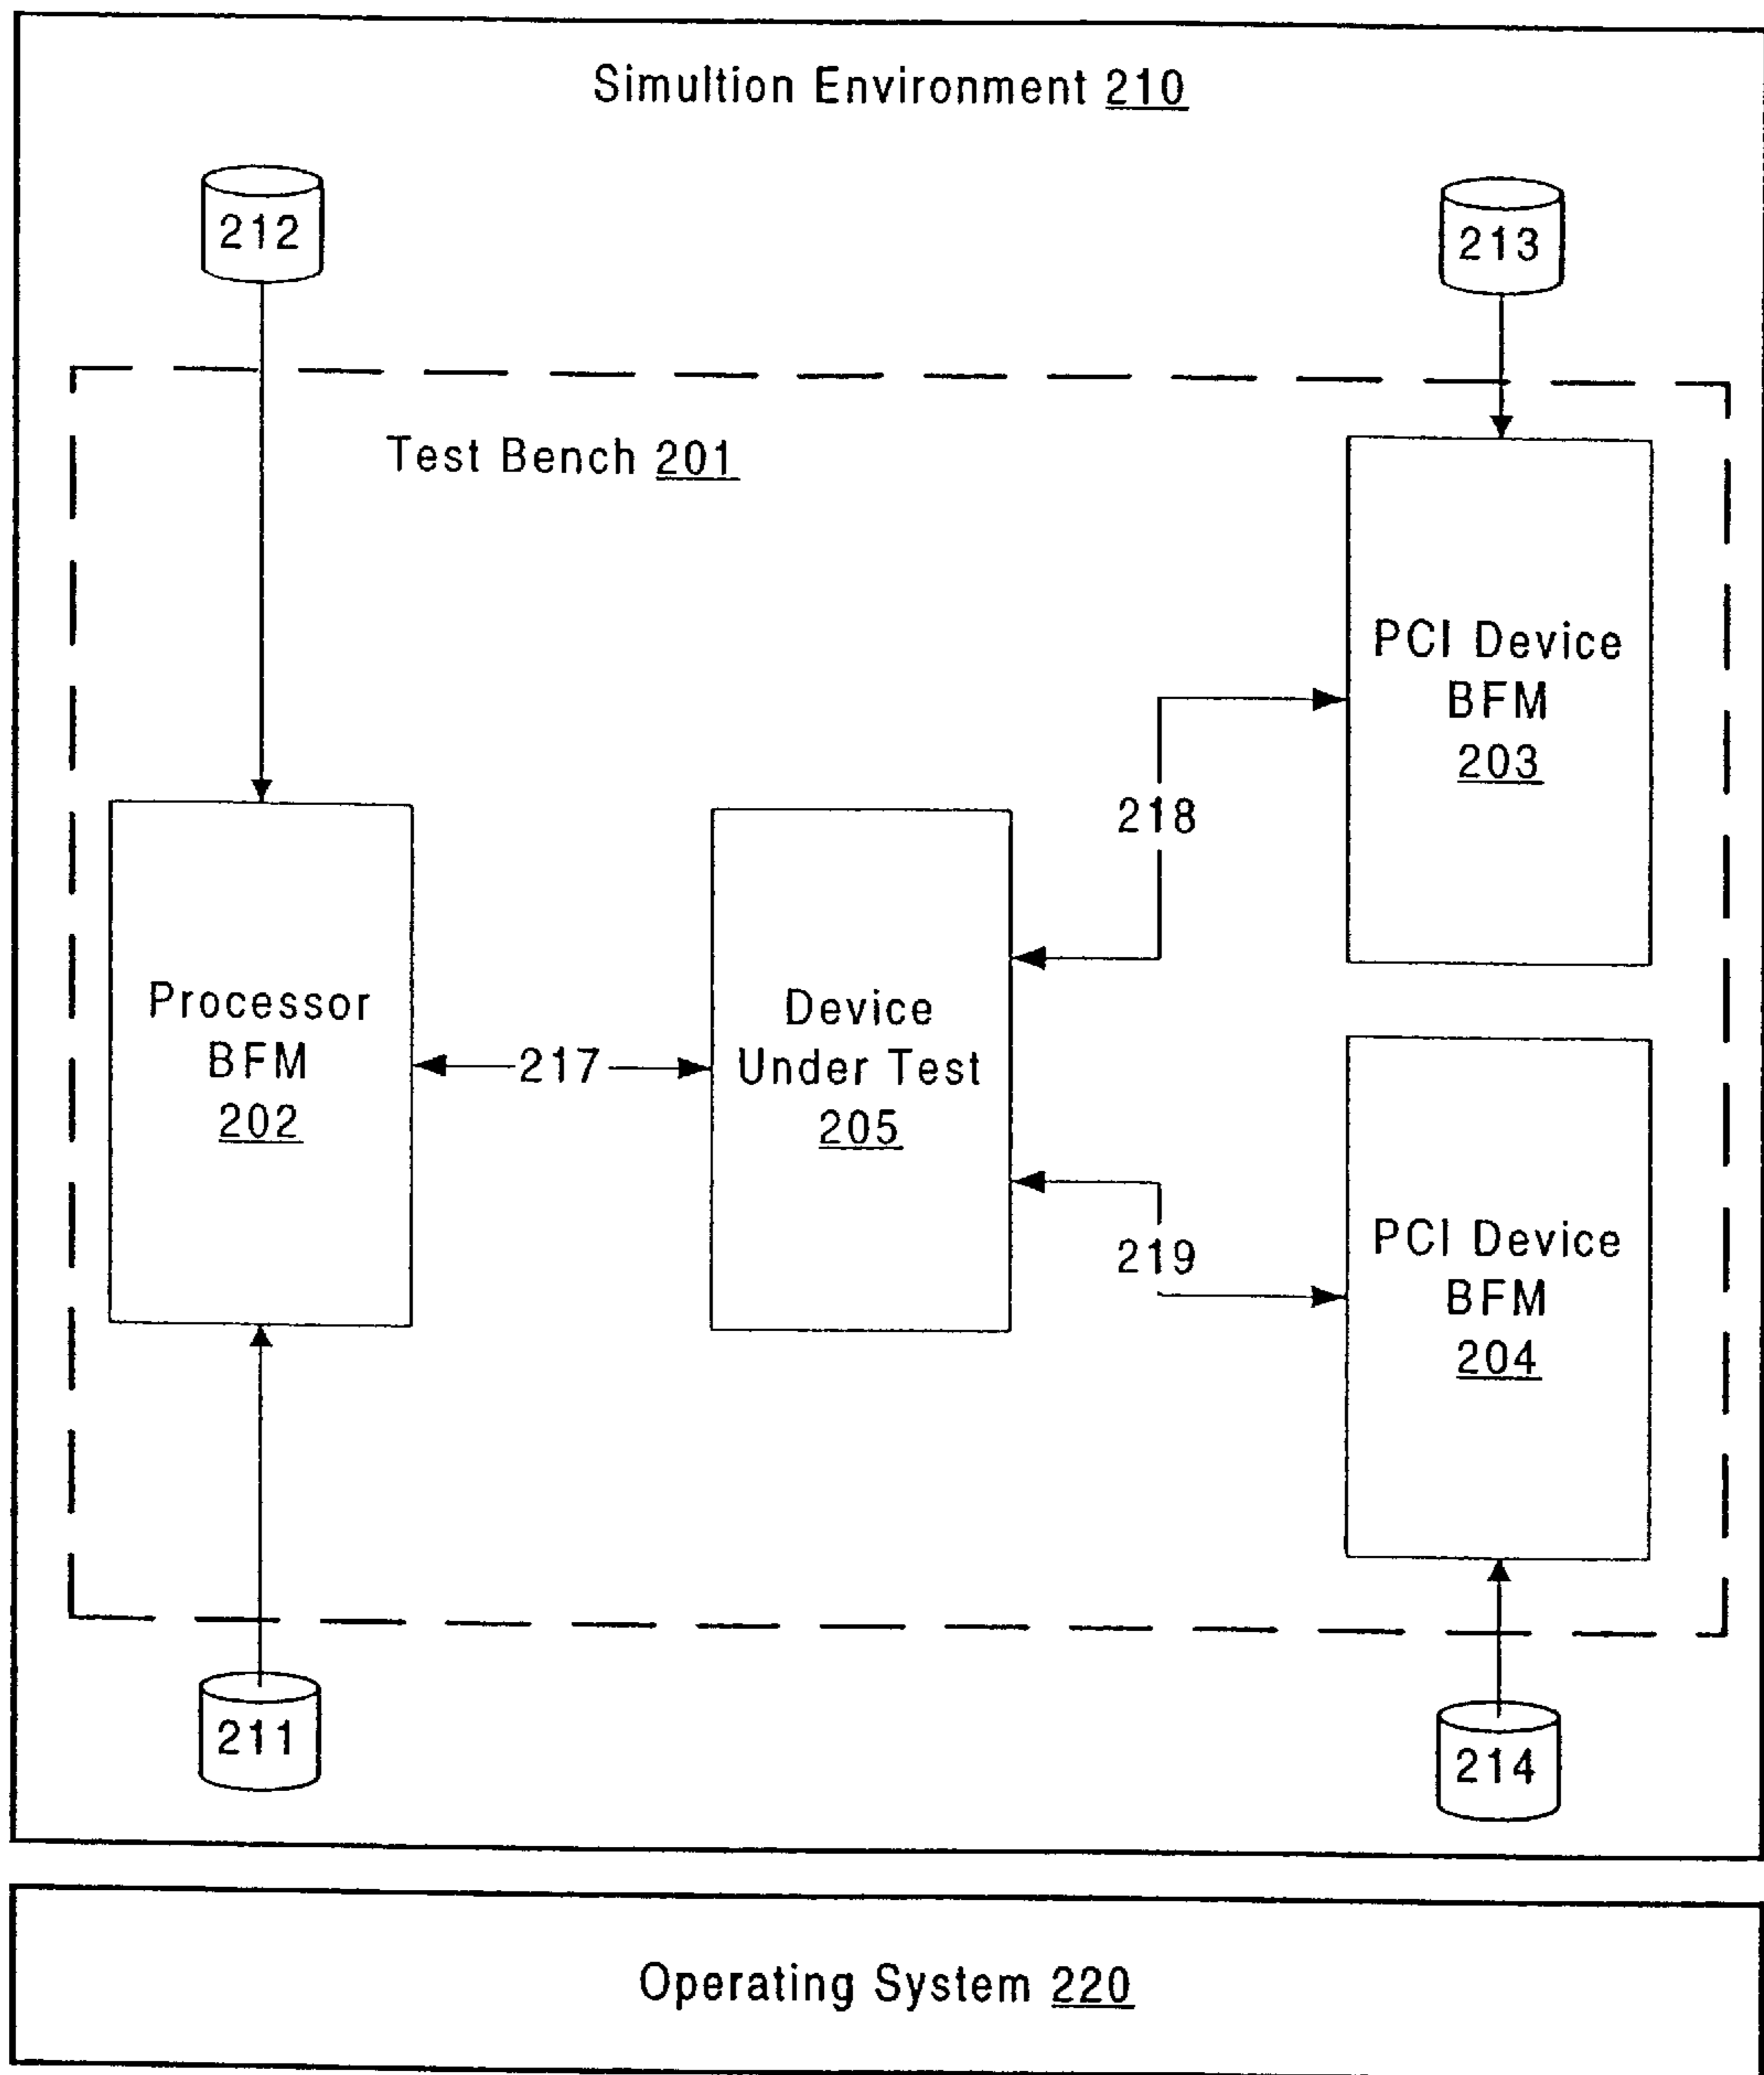 Simultion Environment 210
212
213
Test Bench 201
PCI Device
BFM
203
218
Processor
BFM
202
217
Device
Under Test
205
219
PCI Device
BFM
204
211
214
Operating System 220